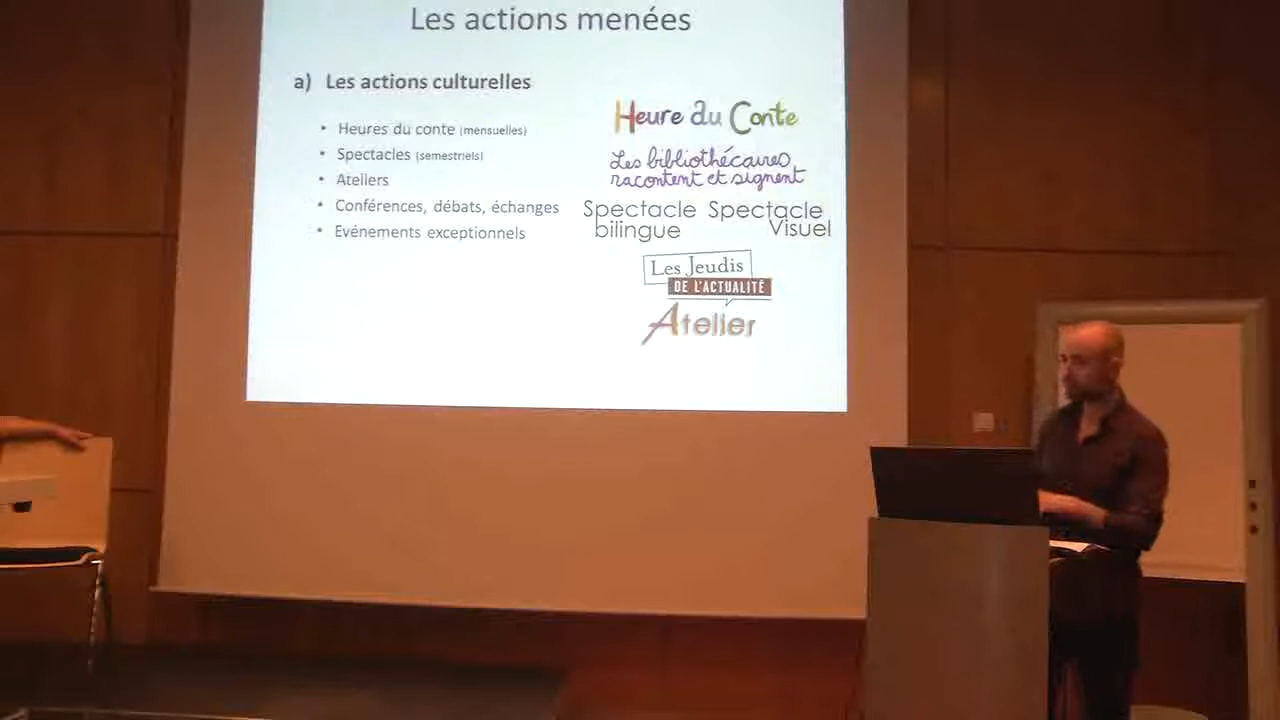 Les actions menées
a) Les actions culturelles
• Heures du conte (mensuelles)
• Spectacles (semestriels)
• Ateliers
• Conférences, débats, échanges
• Evénements exceptionnels
Heure du Conte
Les bibliothécaires
racontent et signent
Spectacle bilingue
Spectacle Visuel
Les Jeudis
DE L'ACTUALITÉ
Atelier